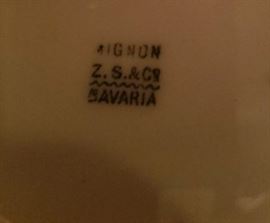 MIGNON
Z. S. & Co
BAVARIA